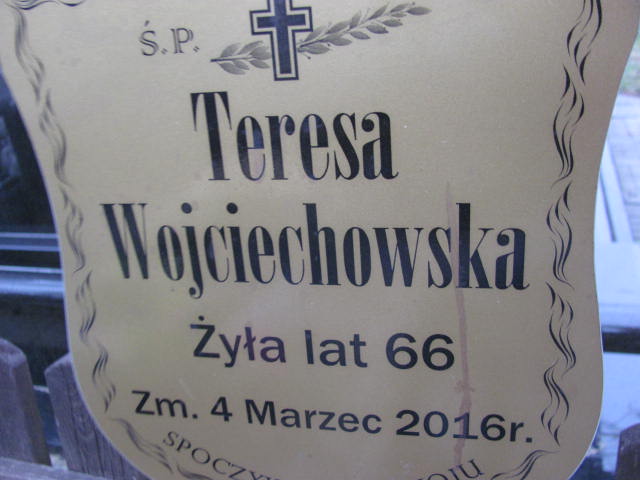 Ś.P.
Teresa
Wojciechowska
Żyła lat 66
Zm. 4 Marzec 2016r.